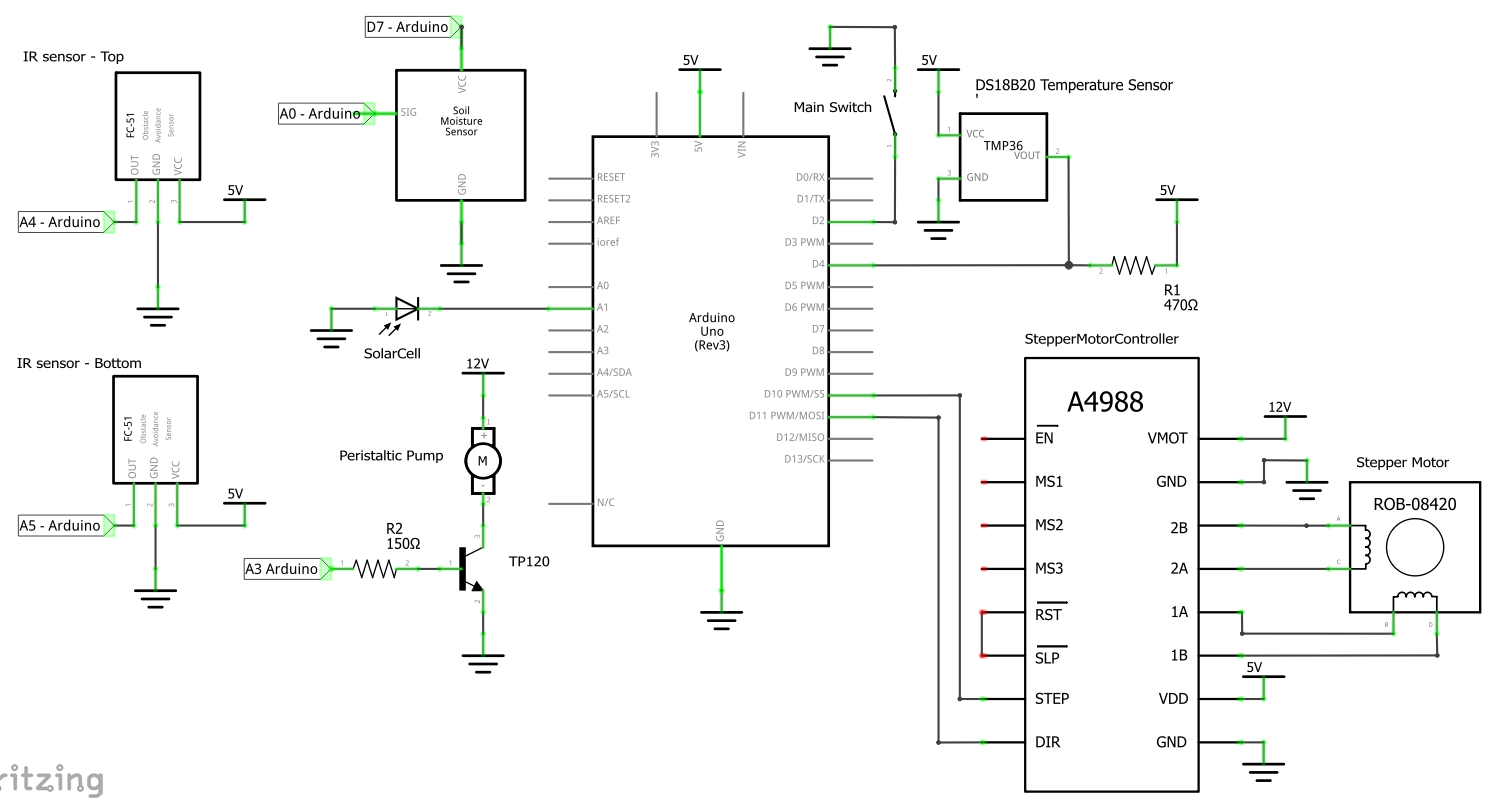 D7 - Arduino
IR sensor - Top
FC-51
Obstacle
Avoidance
Sensor
OUT
GND
VCC
1
2
3
5V
A4 - Arduino
VCC
A0 - Arduino
SIG
Soil
Moisture
Sensor
GND
5V
3V3
5V
VIN
RESET
RESET2
AREF
ioref
A0
A1
A2
A3
A4/SDA
A5/SCL
N/C
Arduino
Uno
(Rev3)
D0/RX
D1/TX
D2
D3 PWM
D4
D5 PWM
D6 PWM
D7
D8
D9 PWM
D10 PWM/SS
D11 PWM/MOSI
D12/MISO
D13/SCK
GND
Main Switch
2
1
5V
DS18B20 Temperature Sensor
'
1
VCC
TMP36
VOUT
2
3
GND
5V
2
1
R1
470Ω
1
2
SolarCell
IR sensor - Bottom
FC-51
Obstacle
Avoidance
Sensor
OUT
GND
VCC
1
2
3
5V
A5 - Arduino
12V
1
+
M
-
2
Peristaltic Pump
R2
150Ω
A3 Arduino
1
2
1
3
2
TP120
StepperMotorController
A4988
EN
MS1
MS2
MS3
RST
SLP
STEP
DIR
VMOT
GND
2B
2A
1A
1B
VDD
GND
12V
5V
Stepper Motor
ROB-08420
A
C
B
D
ritzing